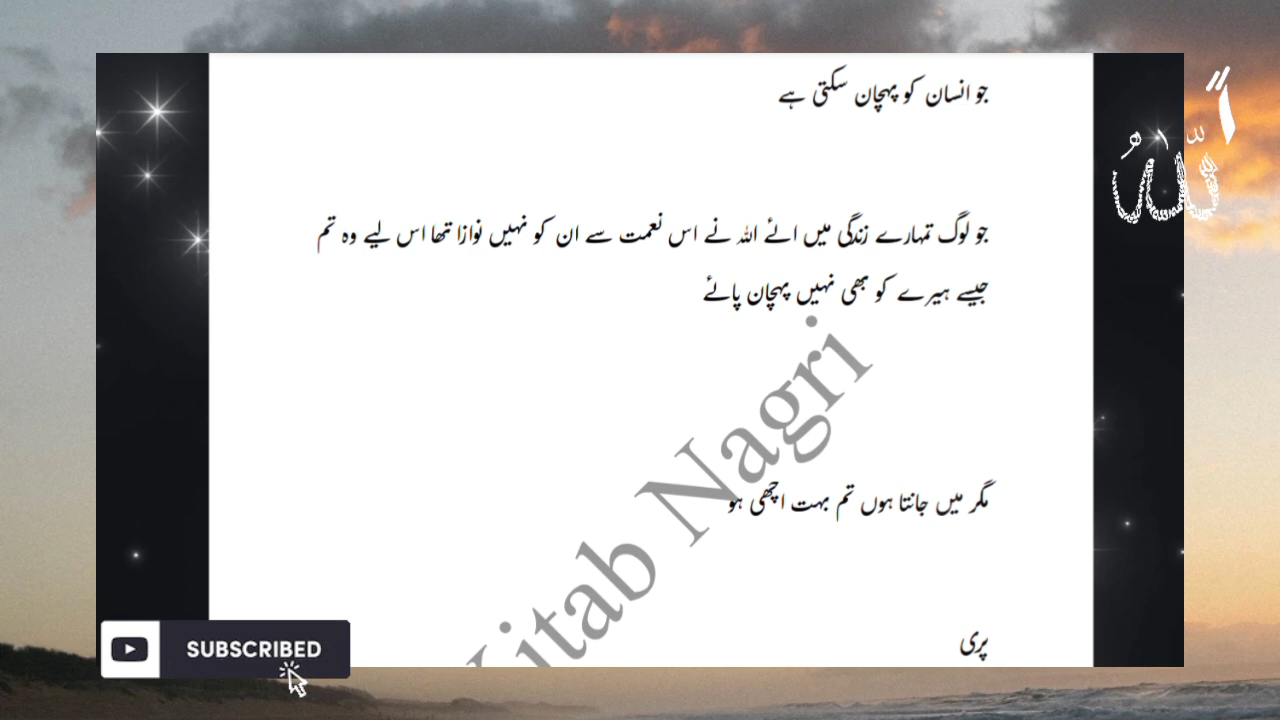 جو انسان کو پہچان سکتی ہے
جو لوگ تمہارے زندگی میں ائے اللہ نے اس نعمت سے ان کو نہیں نوازا تھا اس لیے وہ تم
جیسے ہیرے کو بھی نہیں پہچان پائے
مگر میں جانتا ہوں تم بہت اچھی ہو
پری
Kitab Nagri
SUBSCRIBED
اللّٰهُ